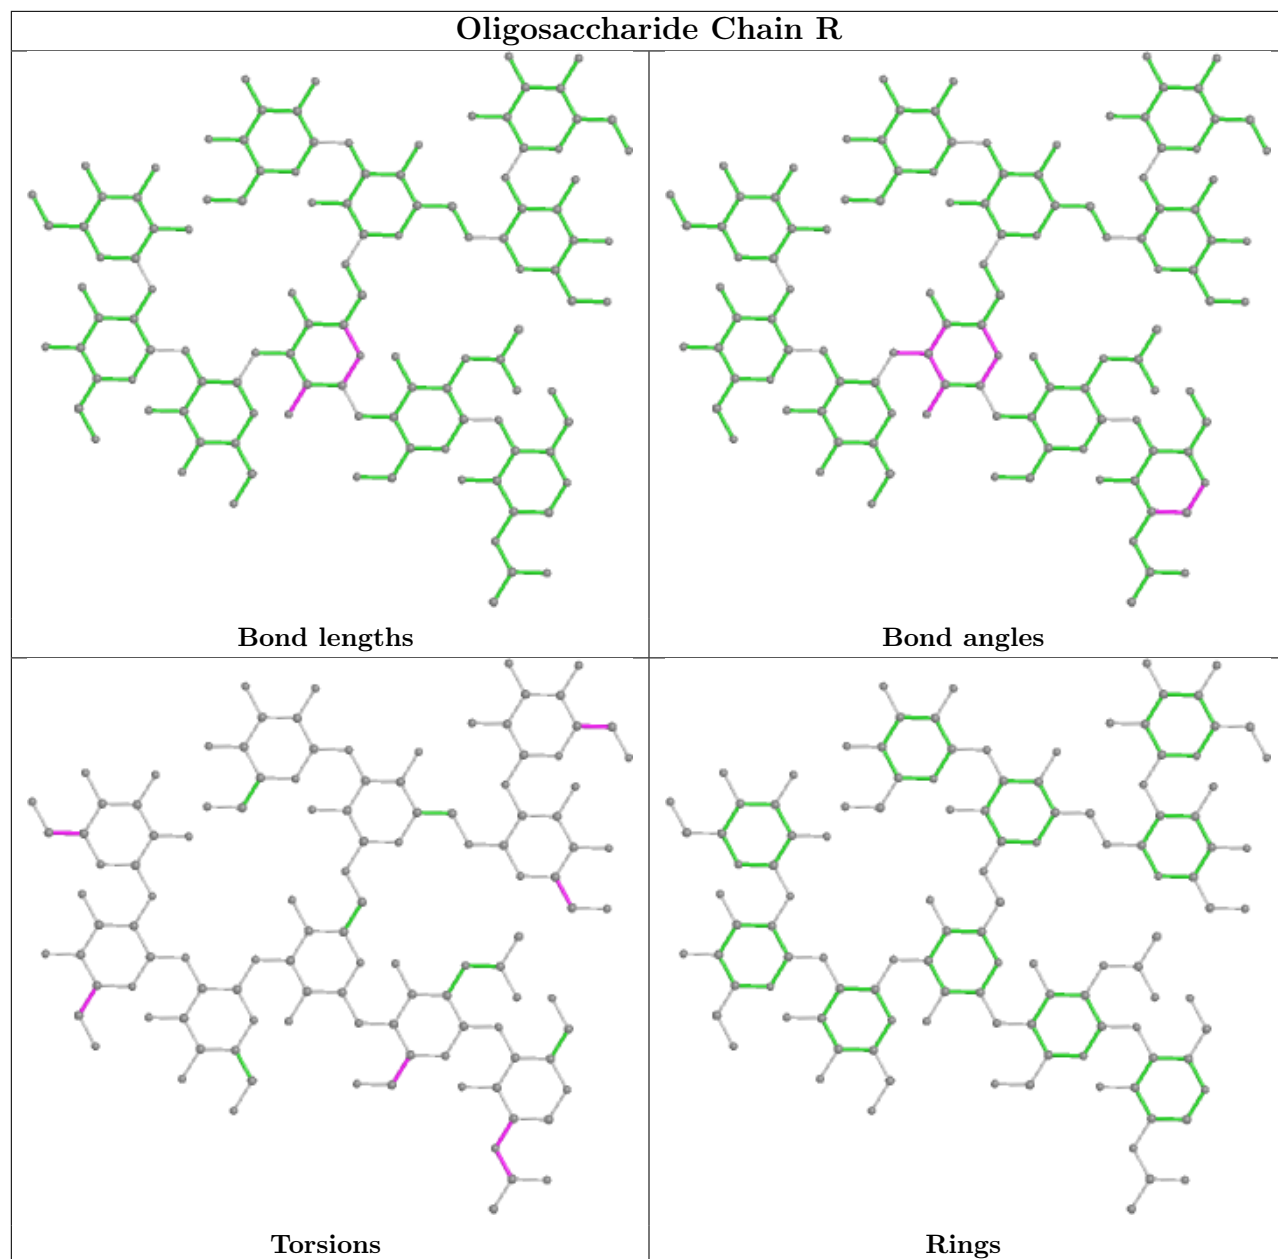 Oligosaccharide Chain R
Bond lengths
Bond angles
Torsions
Rings